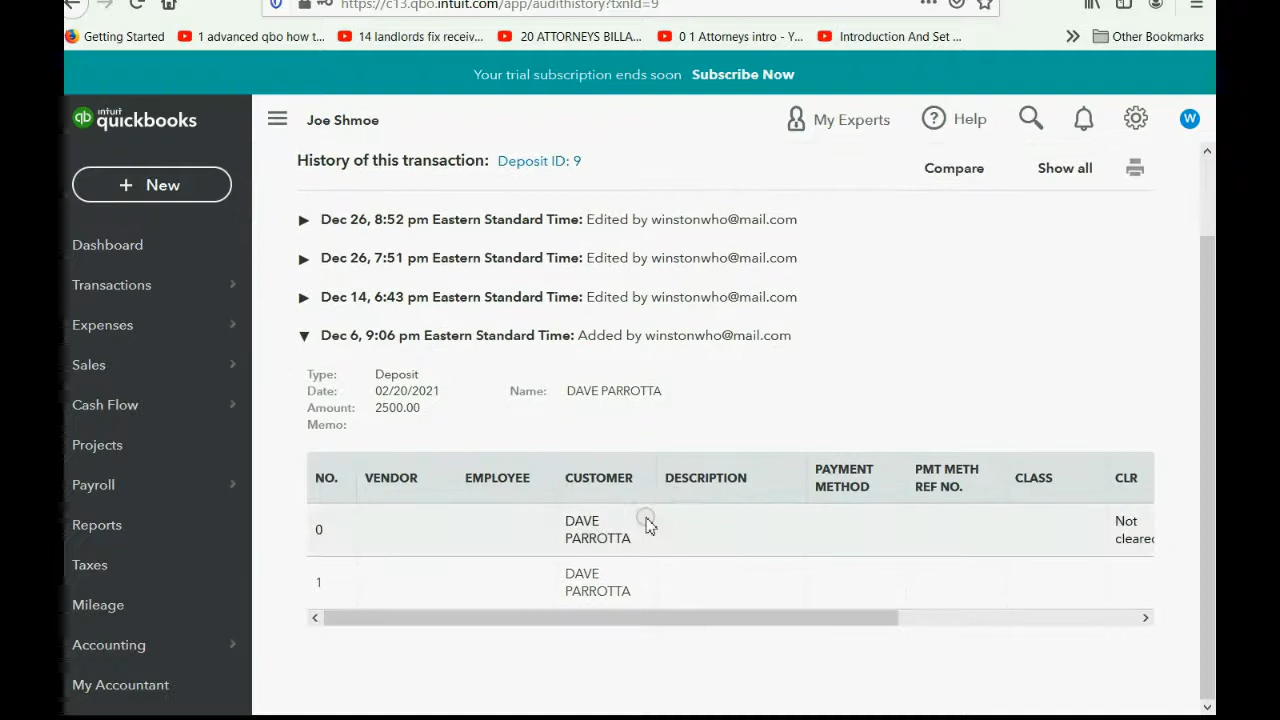 https://c13.qbo.intuit.com/app/audithistory?txnId=9
Getting Started
1 advanced qbo how t...
14 landlords fix receiv...
20 ATTORNEYS BILLA...
0 1 Attorneys intro - Y...
Introduction And Set ...
Other Bookmarks
Your trial subscription ends soon Subscribe Now
qb intuit quickbooks
Joe Shmoe
My Experts
Help
W
+ New
History of this transaction: Deposit ID: 9
Compare
Show all
Dashboard
Transactions
Expenses
Sales
Cash Flow
Projects
Payroll
Reports
Taxes
Mileage
Accounting
My Accountant
Dec 26, 8:52 pm Eastern Standard Time: Edited by winstonwho@mail.com
Dec 26, 7:51 pm Eastern Standard Time: Edited by winstonwho@mail.com
Dec 14, 6:43 pm Eastern Standard Time: Edited by winstonwho@mail.com
Dec 6, 9:06 pm Eastern Standard Time: Added by winstonwho@mail.com
Type: Deposit
Date: 02/20/2021 Name: DAVE PARROTTA
Amount: 2500.00
Memo:
NO. VENDOR EMPLOYEE CUSTOMER DESCRIPTION PAYMENT METHOD PMT METH REF NO. CLASS CLR
0 DAVE PARROTTA Not cleared
1 DAVE PARROTTA